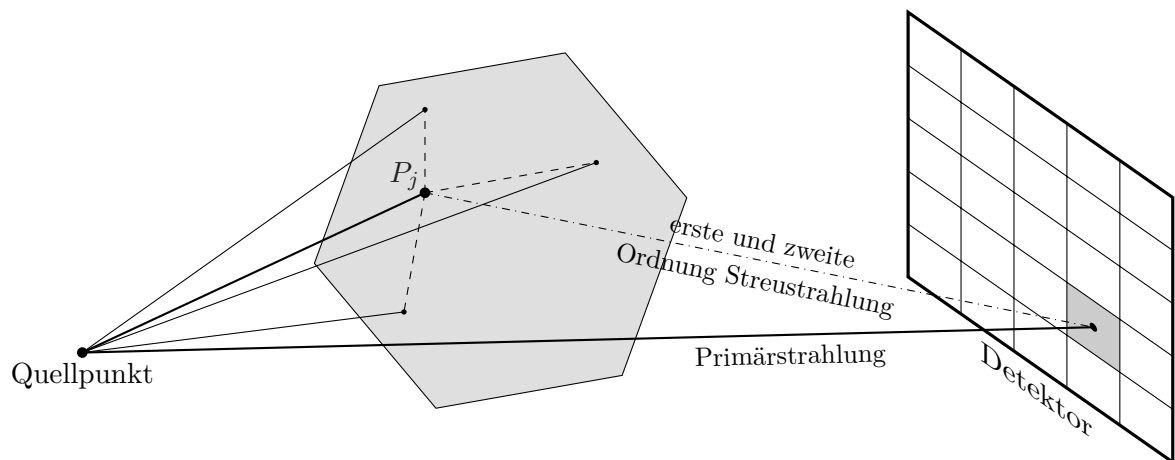 P_j
erste und zweite
Ordnung Streustrahlung
Primärstrahlung
Quellpunkt
Detektor